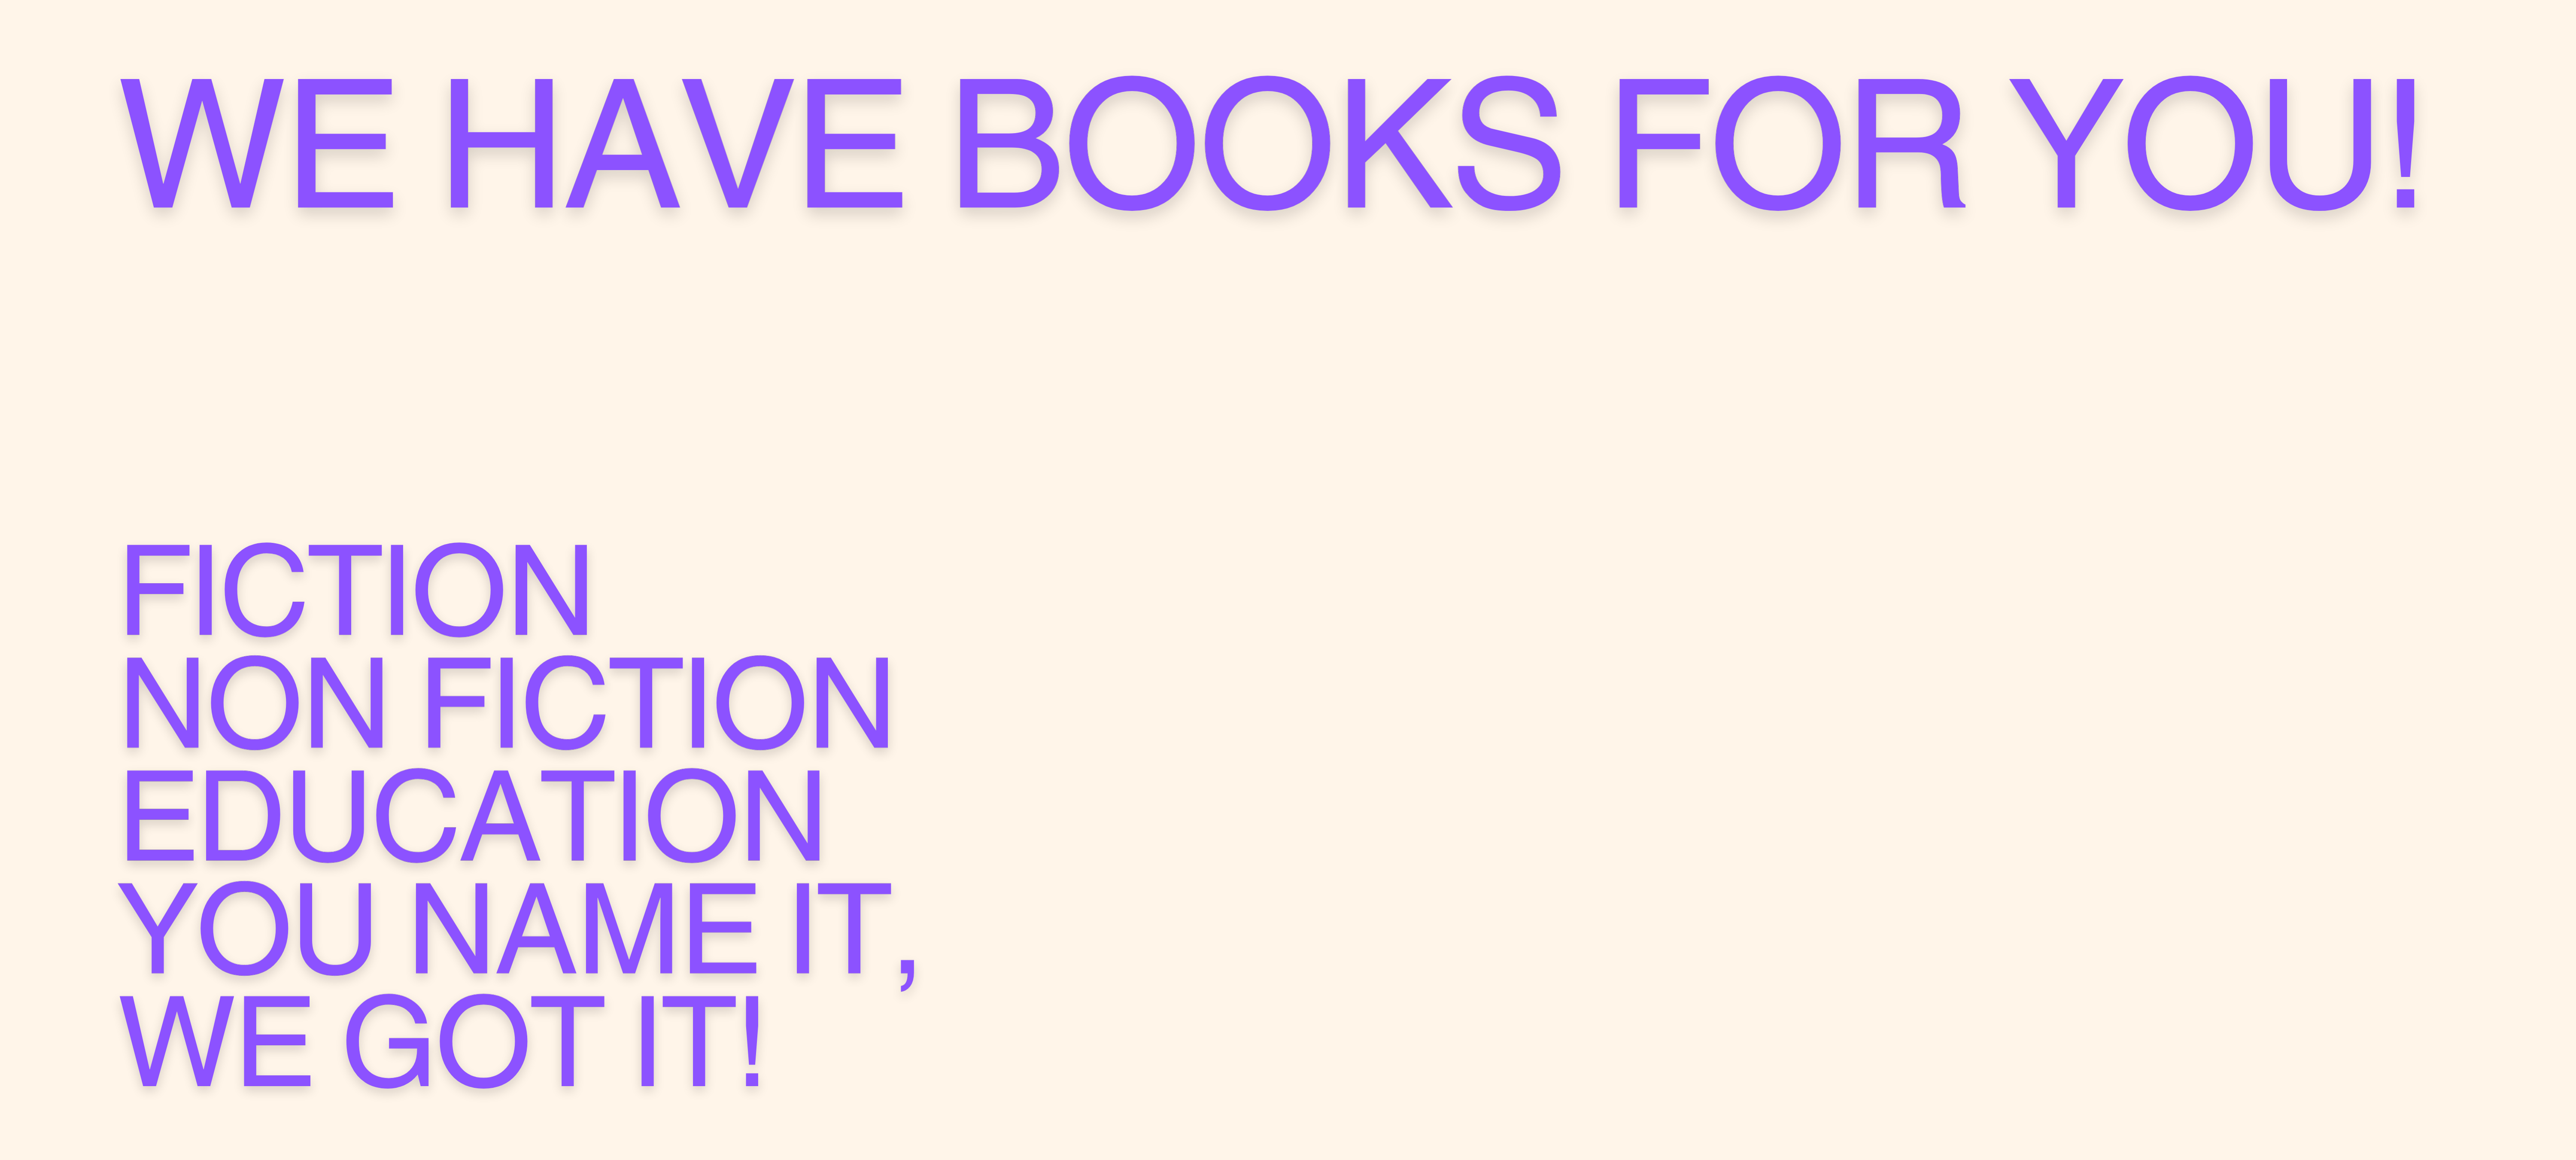 WE HAVE BOOKS FOR YOU!
FICTION
NON FICTION
EDUCATION
YOU NAME IT,
WE GOT IT!